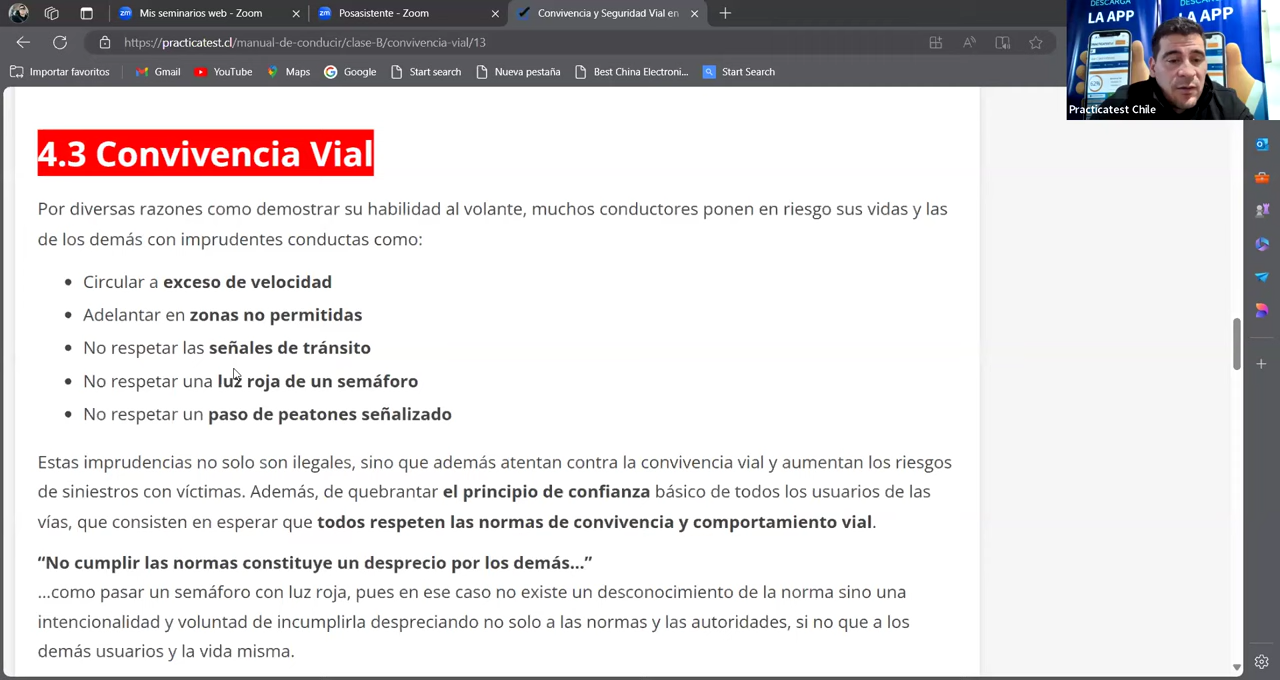 Mis seminarios web - Zoom
Posasistente - Zoom
Convivencia y Seguridad Vial en
https://practicatest.cl/manual-de-conducir/clase-B/convivencia-vial/13
Importar favoritos
Gmail
YouTube
Maps
Google
Start search
Nueva pestaña
Best China Electroni...
Start Search
DESCARGA
LA APP
LA APP
Practicatest Chile
4.3 Convivencia Vial
Por diversas razones como demostrar su habilidad al volante, muchos conductores ponen en riesgo sus vidas y las
de los demás con imprudentes conductas como:
• Circular a exceso de velocidad
• Adelantar en zonas no permitidas
• No respetar las señales de tránsito
• No respetar una luz roja de un semáforo
• No respetar un paso de peatones señalizado
Estas imprudencias no solo son ilegales, sino que además atentan contra la convivencia vial y aumentan los riesgos
de siniestros con víctimas. Además, de quebrantar el principio de confianza básico de todos los usuarios de las
vías, que consisten en esperar que todos respeten las normas de convivencia y comportamiento vial.
“No cumplir las normas constituye un desprecio por los demás...”
...como pasar un semáforo con luz roja, pues en ese caso no existe un desconocimiento de la norma sino una
intencionalidad y voluntad de incumplirla despreciando no solo a las normas y las autoridades, si no que a los
demás usuarios y la vida misma.